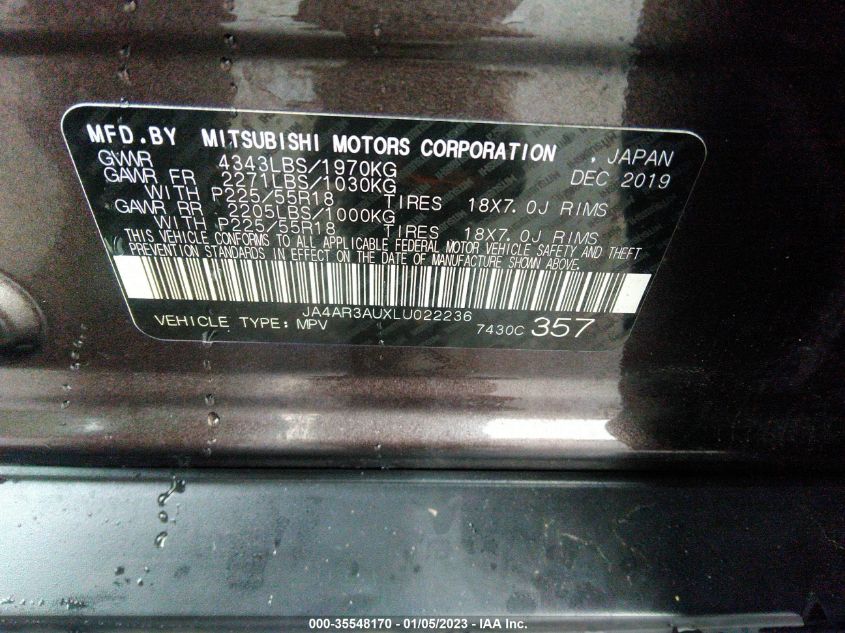 MFD.BY MITSUBISHI MOTORS CORPORATION , JAPAN
GVWR 4343LBS/1970KG DEC 2019
GAWR FR 2271LBS/1030KG
WITH P225/55R18 TIRES 18X7.0J RIMS
GAWR RR 2205LBS/1000KG
WITH P225/55R18 TIRES 18X7.0J RIMS
THIS VEHICLE CONFORMS TO ALL APPLICABLE FEDERAL MOTOR VEHICLE SAFETY AND THEFT
PREVENTION STANDARDS IN EFFECT ON THE DATE OF MANUFACTURE SHOWN ABOVE.
JA4AR3AUXLU022236
VEHICLE TYPE: MPV 7430C 357
000-35548170 - 01/05/2023 - IAA Inc.